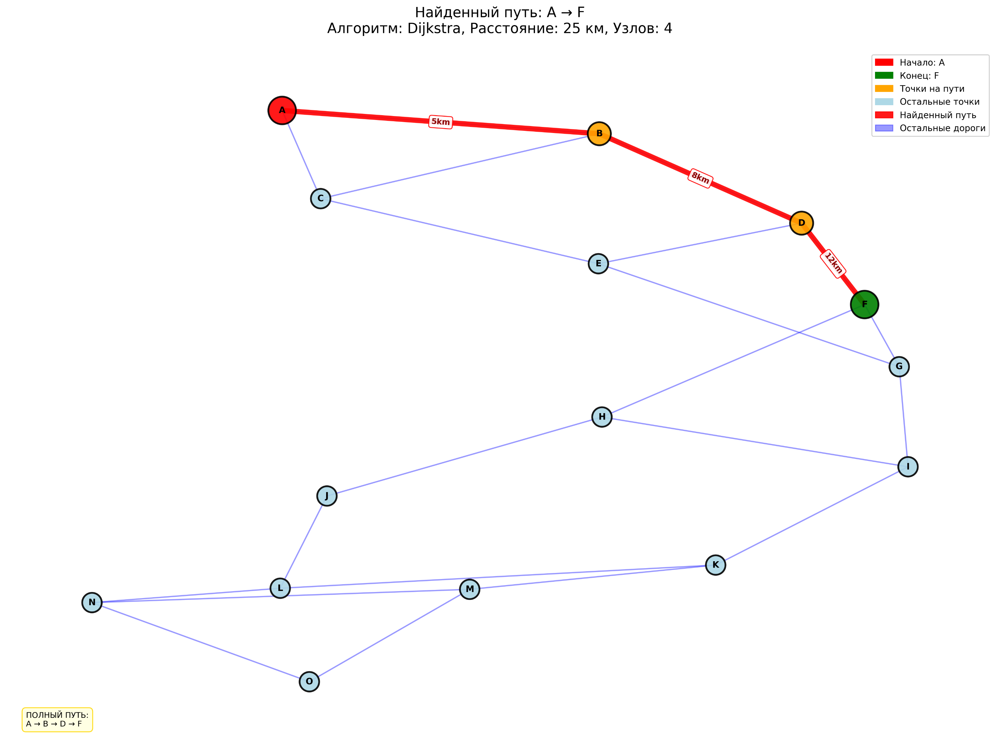 Найденный путь: A → F
Алгоритм: Dijkstra, Расстояние: 25 км, Узлов: 4
Начало: A
Конец: F
Точки на пути
Остальные точки
Найденный путь
Остальные дороги
A
5km
B
8km
C
D
E
12km
F
G
H
I
J
K
L
M
N
O
ПОЛНЫЙ ПУТЬ:
A → B → D → F